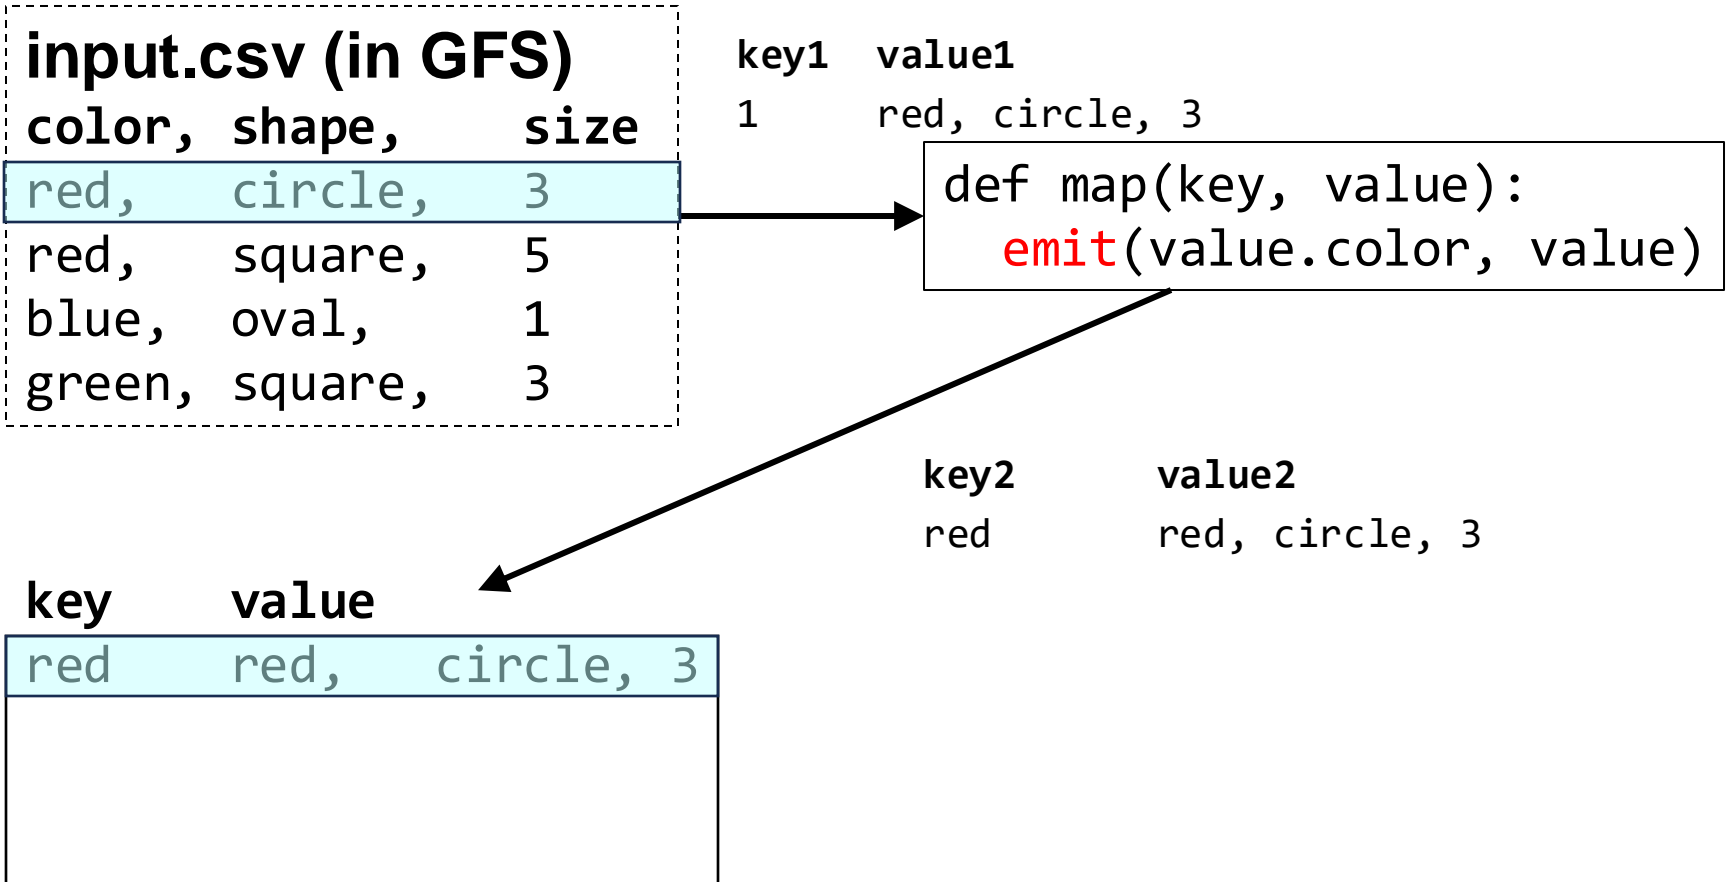 input.csv (in GFS)
color, shape, size
red, circle, 3
red, square, 5
blue, oval, 1
green, square, 3
key1 value1
1 red, circle, 3
def map(key, value):
emit(value.color, value)
key2 value2
red red, circle, 3
key value
red red, circle, 3